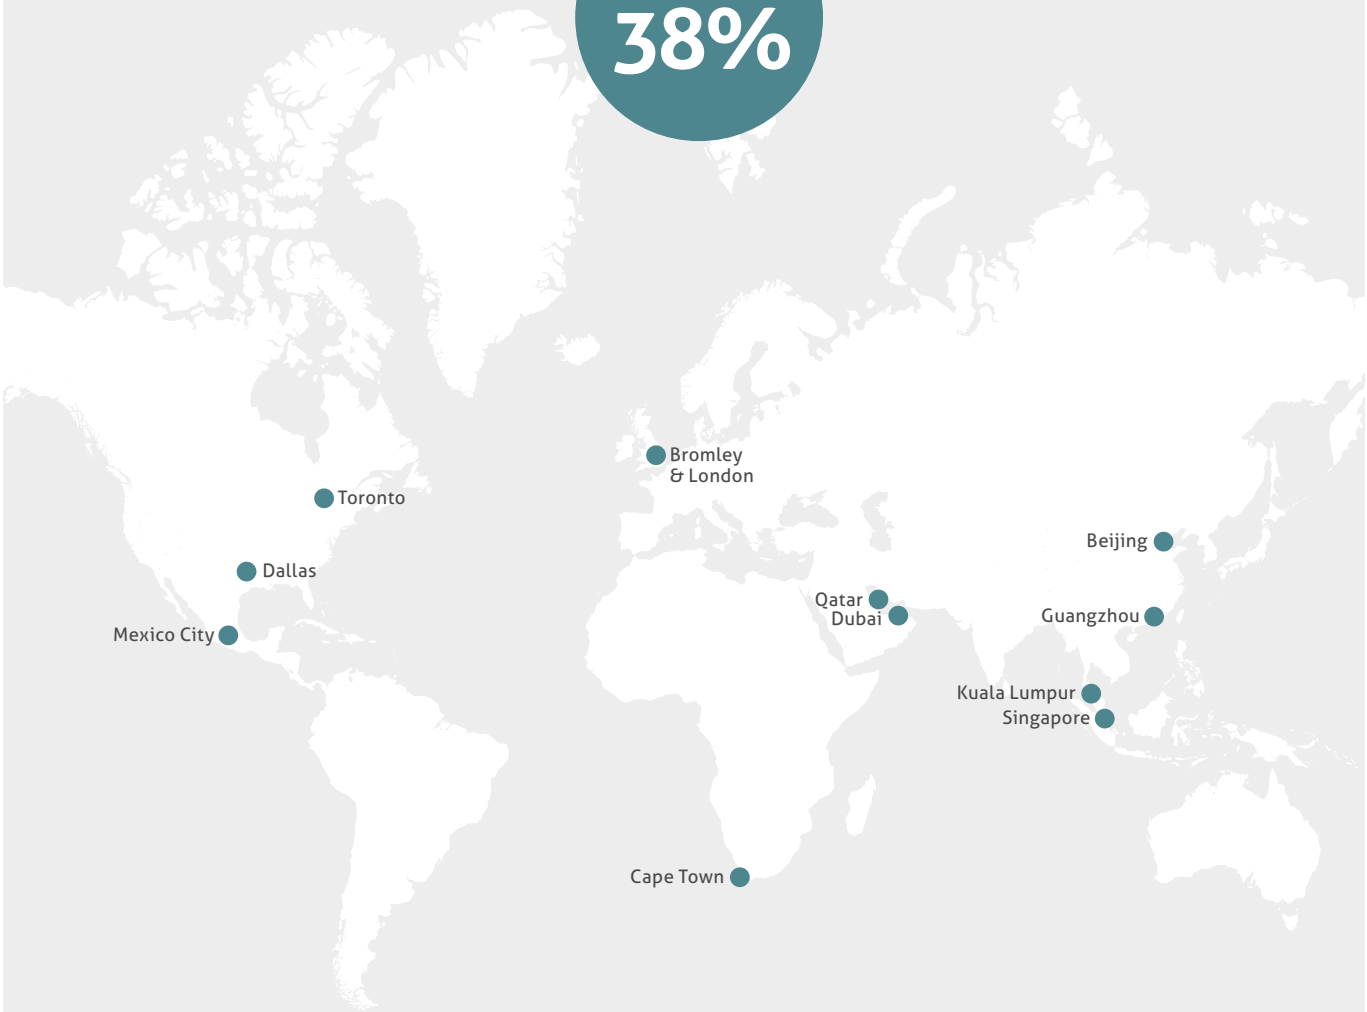 38%
Bromley
& London
Toronto
Beijing
Dallas
Qatar
Dubai
Guangzhou
Mexico City
Kuala Lumpur
Singapore
Cape Town